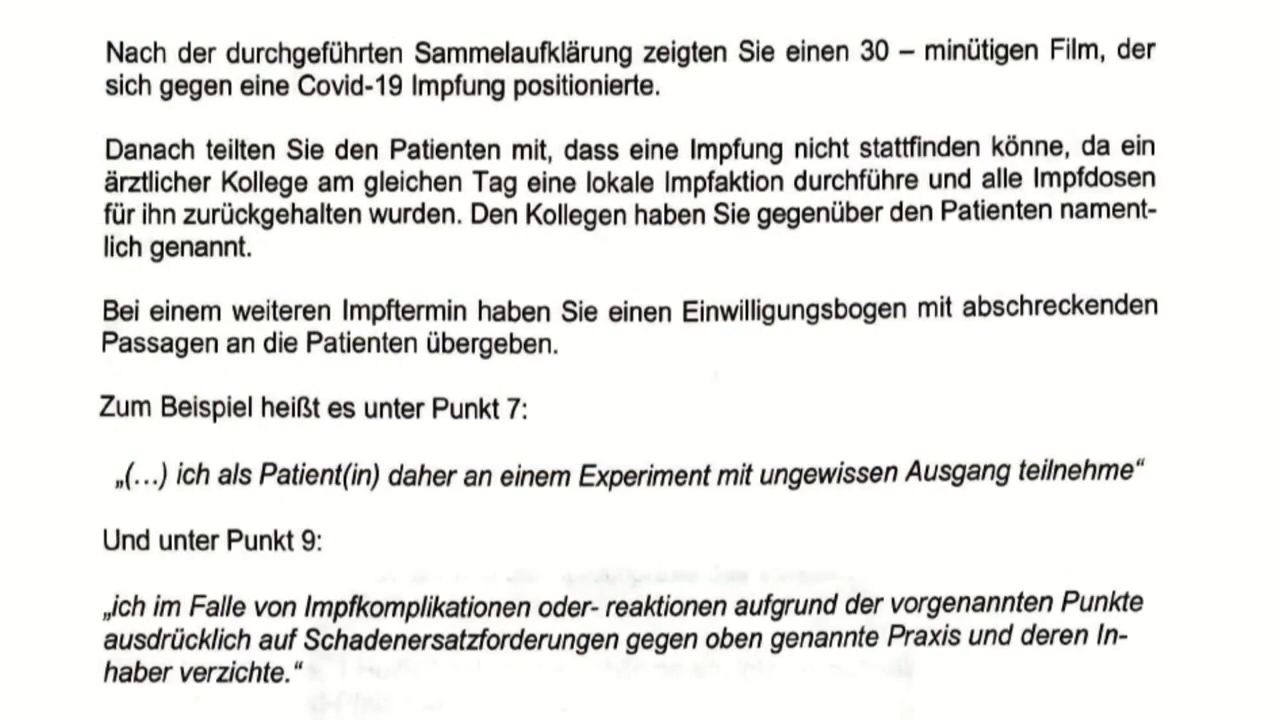 Nach der durchgeführten Sammelaufklärung zeigten Sie einen 30 – minütigen Film, der
sich gegen eine Covid-19 Impfung positionierte.
Danach teilten Sie den Patienten mit, dass eine Impfung nicht stattfinden könne, da ein
ärztlicher Kollege am gleichen Tag eine lokale Impfaktion durchführe und alle Impfdosen
für ihn zurückgehalten wurden. Den Kollegen haben Sie gegenüber den Patienten nament-
lich genannt.
Bei einem weiteren Impftermin haben Sie einen Einwilligungsbogen mit abschreckenden
Passagen an die Patienten übergeben.
Zum Beispiel heißt es unter Punkt 7:
„(…) ich als Patient(in) daher an einem Experiment mit ungewissen Ausgang teilnehme“
Und unter Punkt 9:
„ich im Falle von Impfkomplikationen oder- reaktionen aufgrund der vorgenannten Punkte
ausdrücklich auf Schadenersatzforderungen gegen oben genannte Praxis und deren In-
haber verzichte.“